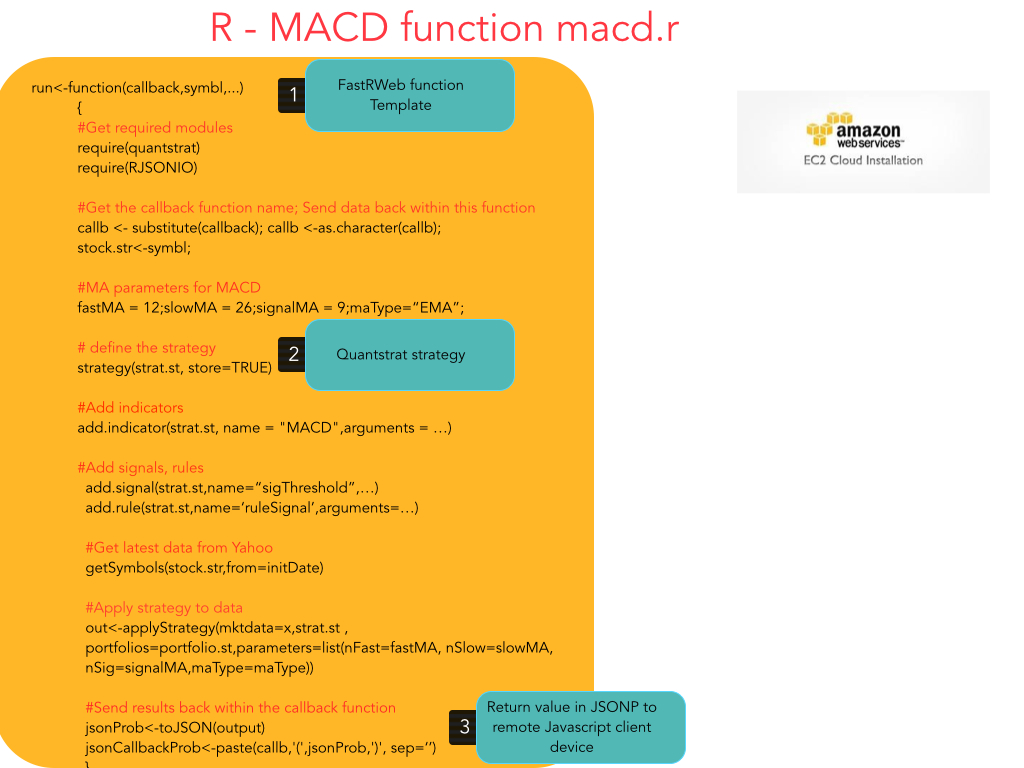 R - MACD function macd.r
run<-function(callback,symbl,...)
{
1
FastRWeb function
Template
#Get required modules
require(quantstrat)
require(RJSONIO)
amazon
webservices™
EC2 Cloud Installation
#Get the callback function name; Send data back within this function
callb <- substitute(callback); callb <-as.character(callb);
stock.str<-symbl;
#MA parameters for MACD
fastMA = 12;slowMA = 26;signalMA = 9;maType=“EMA”;
# define the strategy
strategy(strat.st, store=TRUE)
2
Quantstrat strategy
#Add indicators
add.indicator(strat.st, name = "MACD",arguments = …)
#Add signals, rules
add.signal(strat.st,name=“sigThreshold”,…)
add.rule(strat.st,name=‘ruleSignal’,arguments=…)
#Get latest data from Yahoo
getSymbols(stock.str,from=initDate)
#Apply strategy to data
out<-applyStrategy(mktdata=x,strat.st ,
portfolios=portfolio.st,parameters=list(nFast=fastMA, nSlow=slowMA,
nSig=signalMA,maType=maType))
#Send results back within the callback function
jsonProb<-toJSON(output)
jsonCallbackProb<-paste(callb,'(',jsonProb,')', sep=‘’)
}
3
Return value in JSONP to
remote Javascript client
device